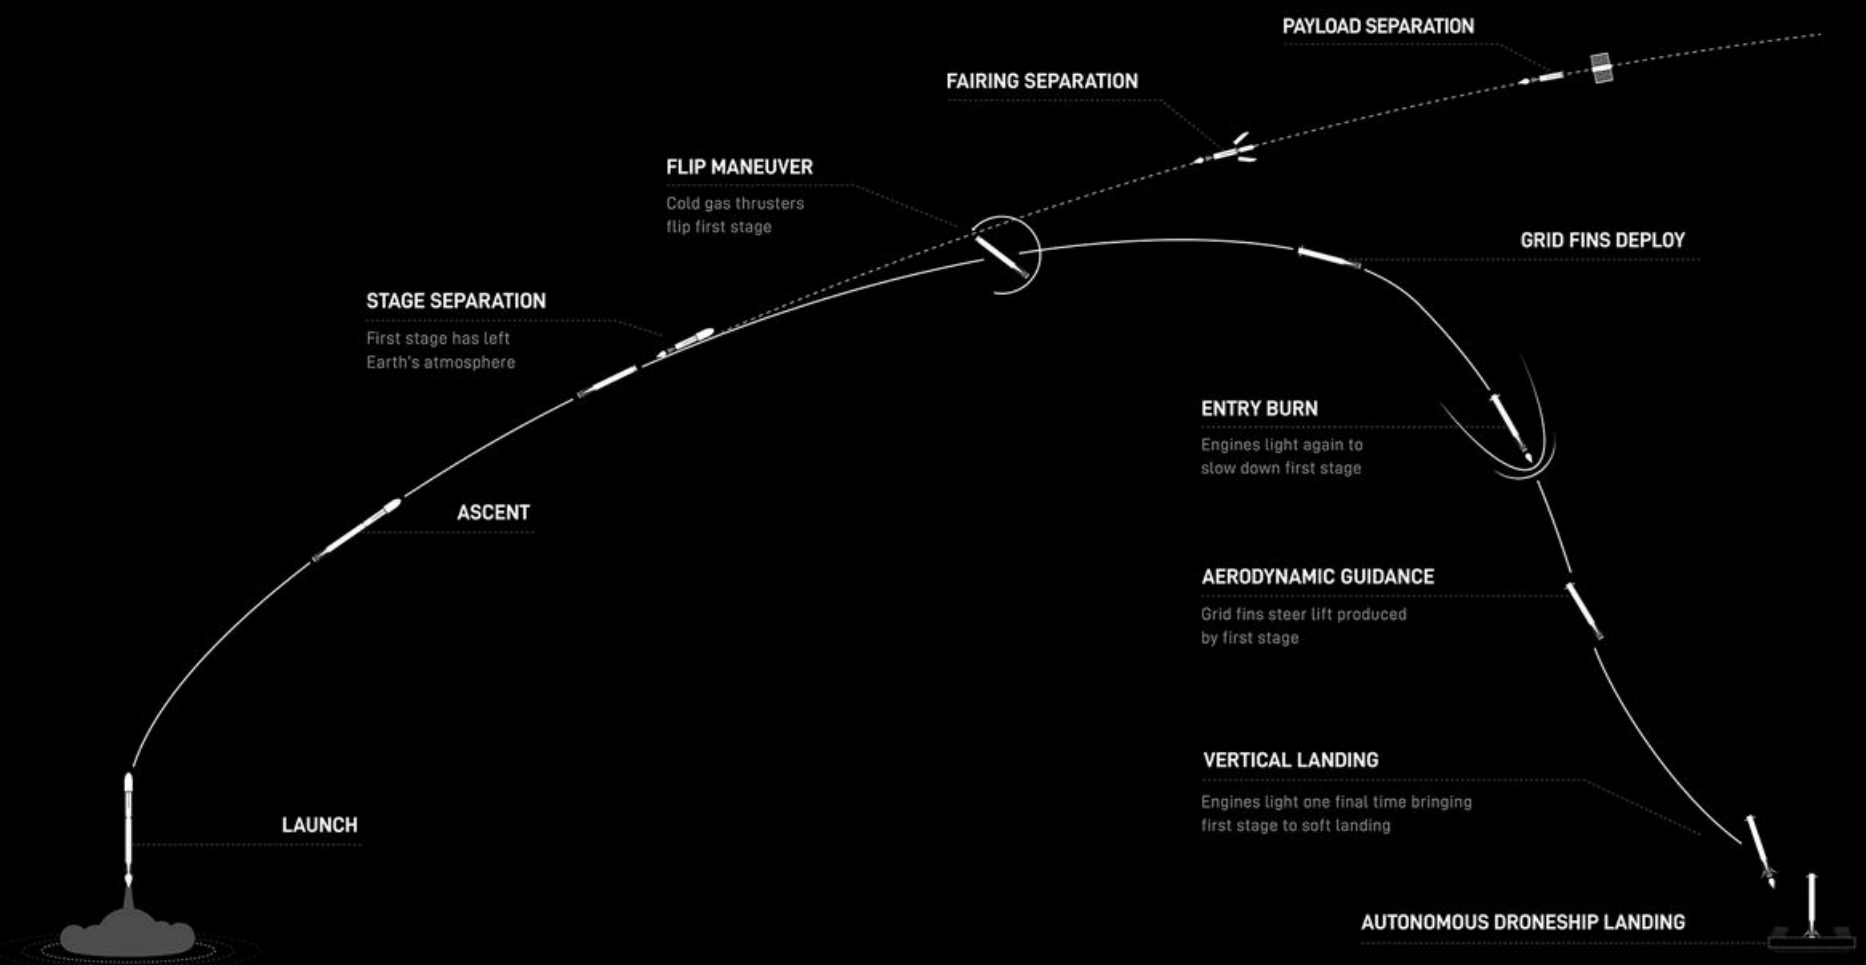 PAYLOAD SEPARATION
FAIRING SEPARATION
FLIP MANEUVER
Cold gas thrusters
flip first stage
GRID FINS DEPLOY
STAGE SEPARATION
First stage has left
Earth's atmosphere
ENTRY BURN
Engines light again to
slow down first stage
ASCENT
AERODYNAMIC GUIDANCE
Grid fins steer lift produced
by first stage
VERTICAL LANDING
Engines light one final time bringing
first stage to soft landing
LAUNCH
AUTONOMOUS DRONESHIP LANDING